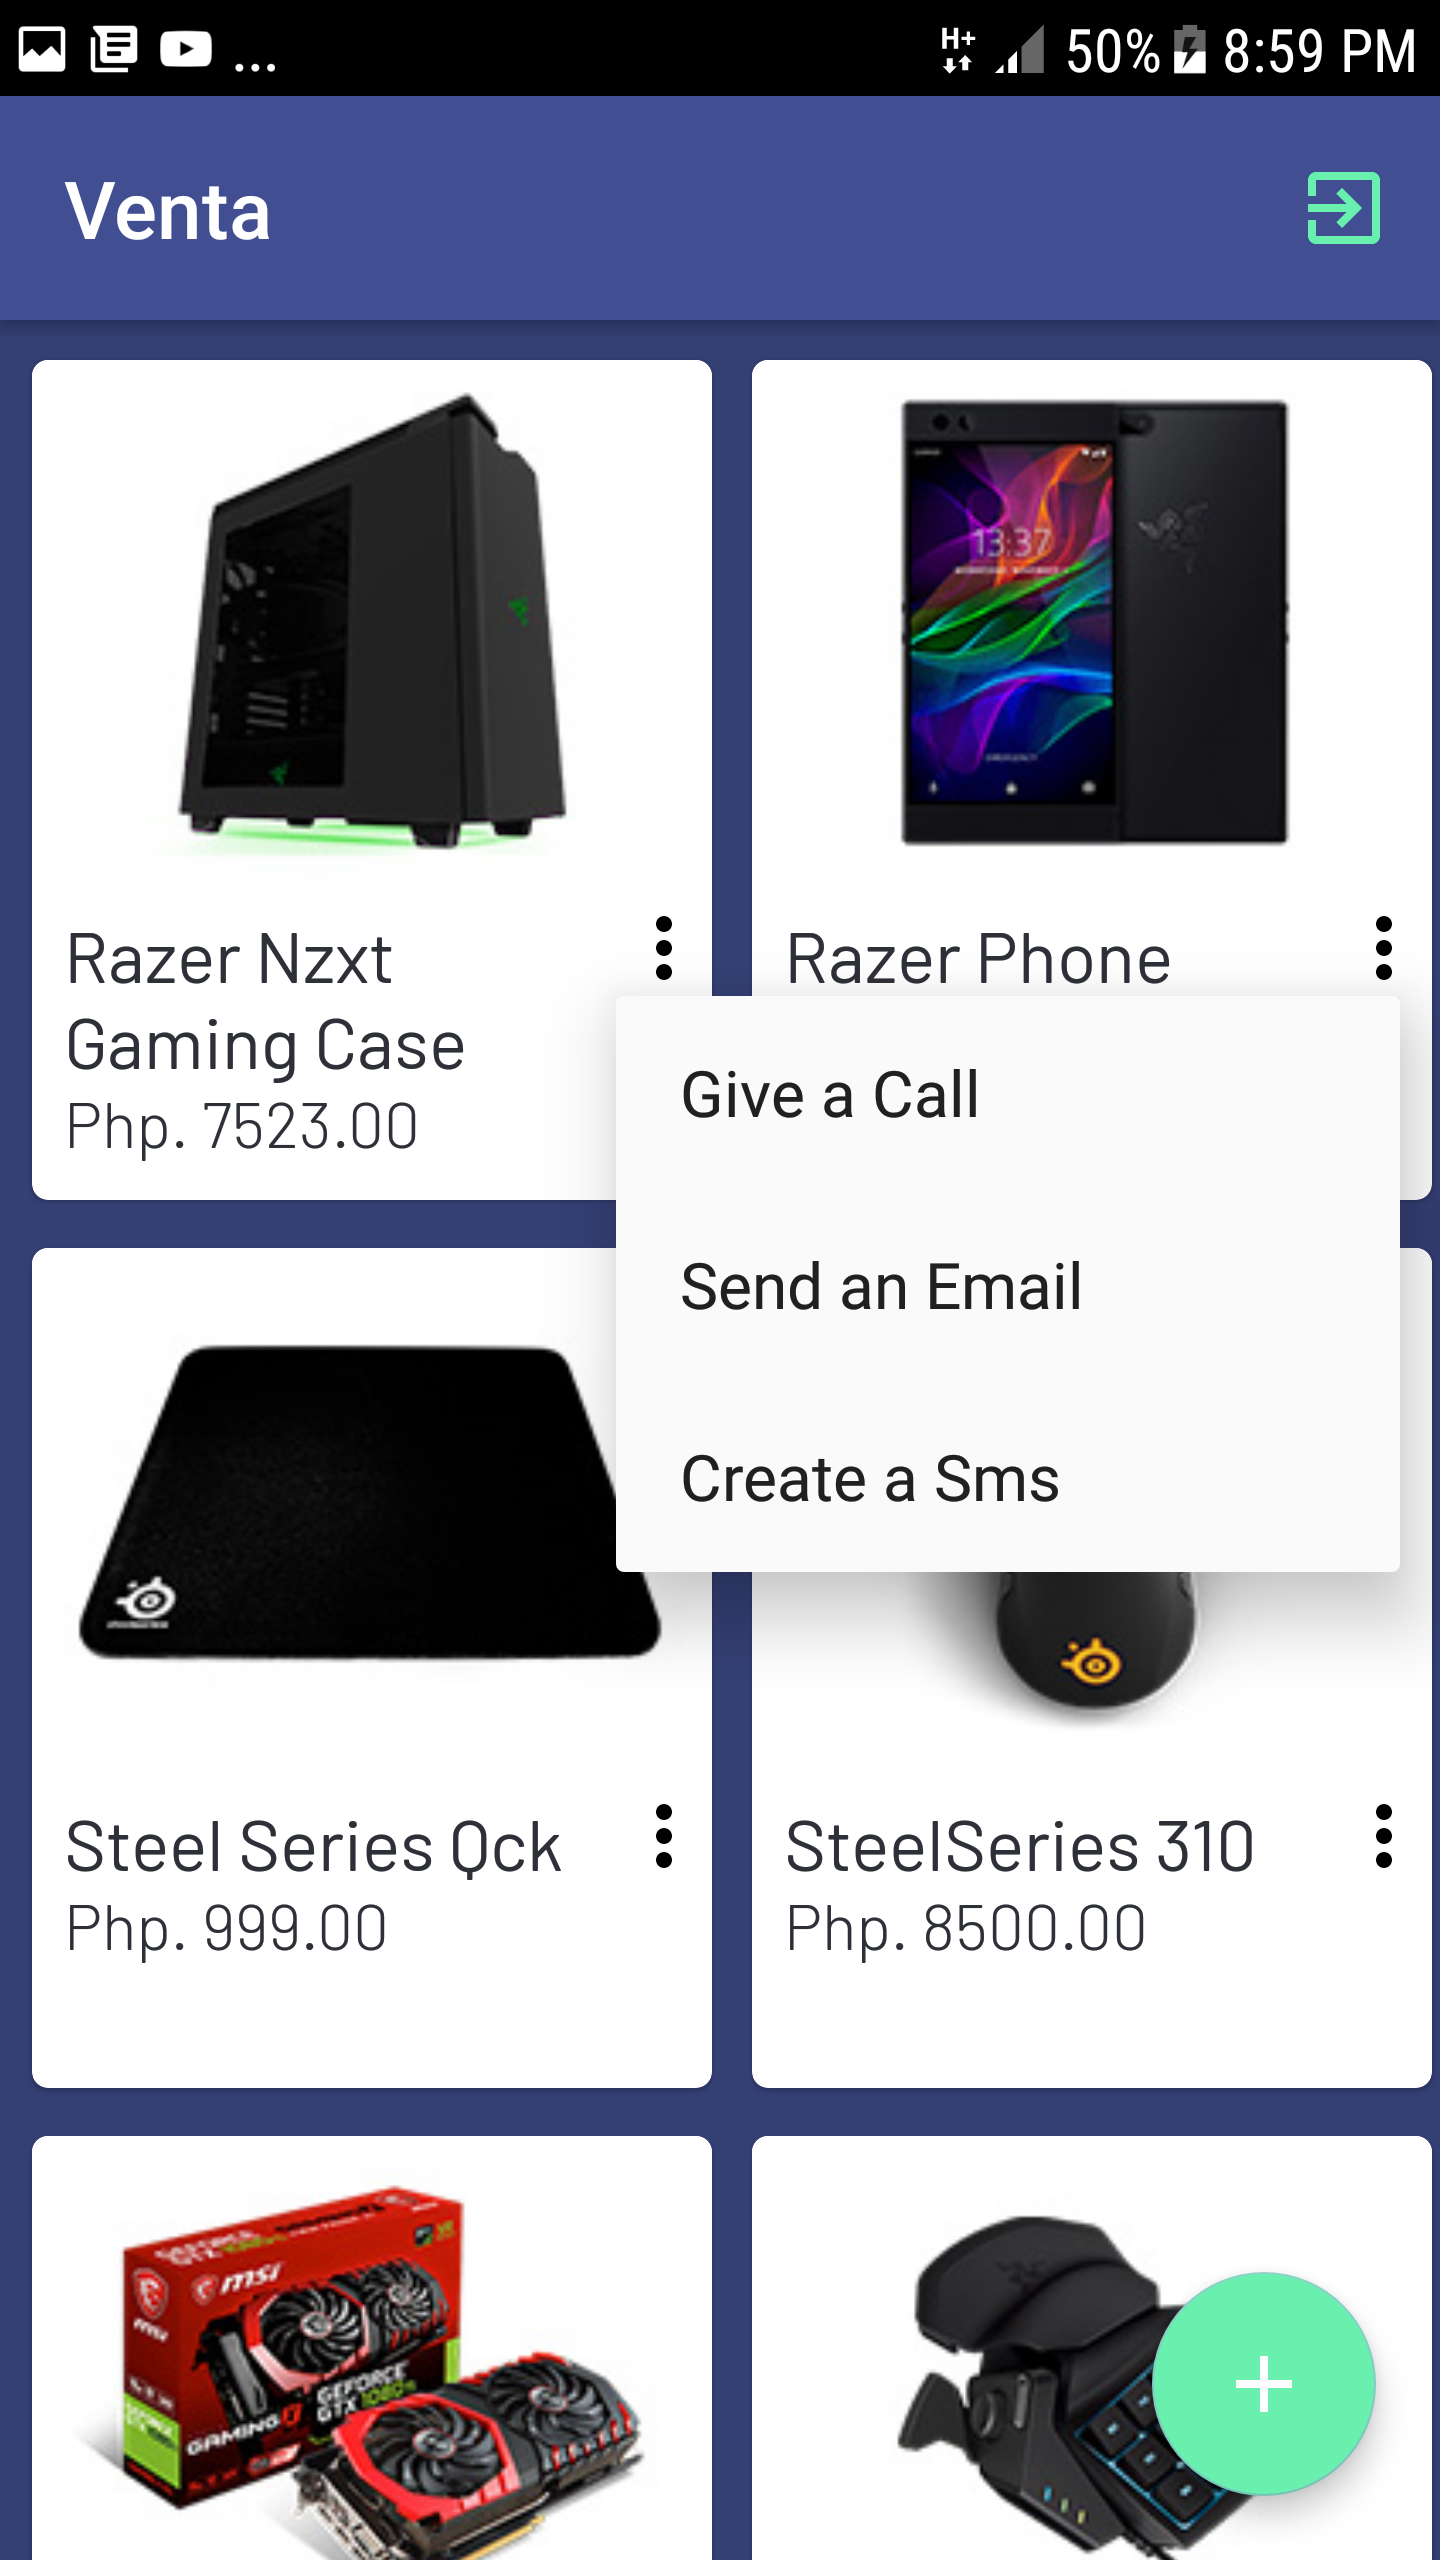 ... H+ 50% 8:59 PM
Venta
13:37
Razer Nzxt
Gaming Case
Php. 7523.00
Razer Phone
Give a Call
Send an Email
Create a Sms
Steel Series Qck
Php. 999.00
SteelSeries 310
Php. 8500.00
msi
msi
GEFORCE
GTX 1080 Ti
GAMING X